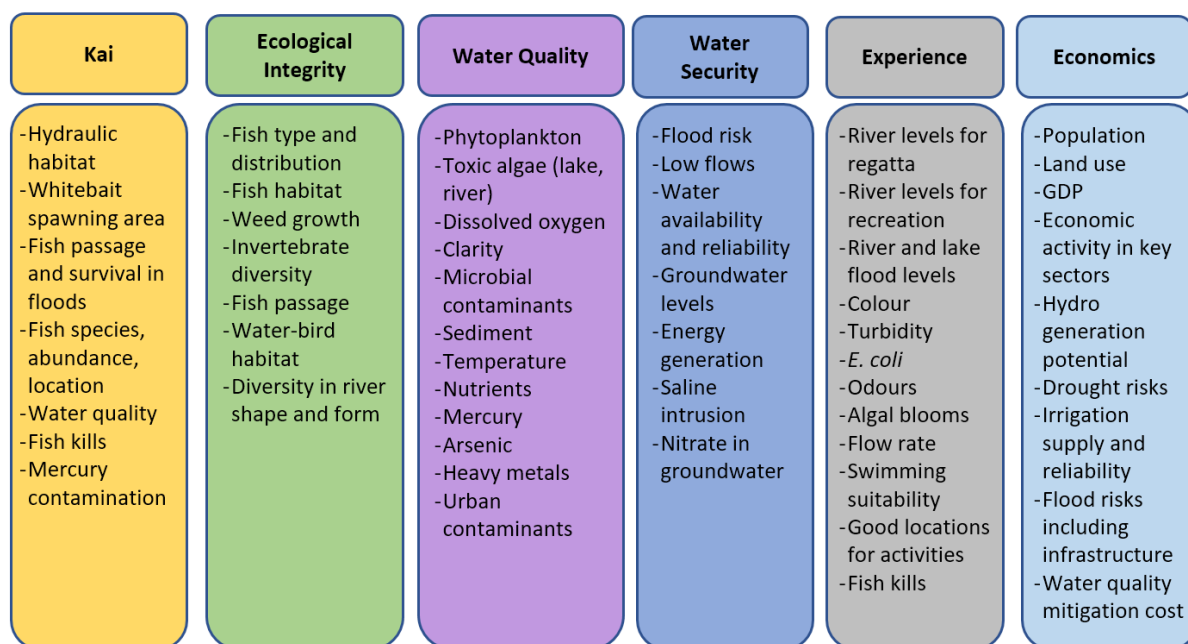 Kai
-Hydraulic
habitat
-Whitebait
spawning area
-Fish passage
and survival in
floods
-Fish species,
abundance,
location
-Water quality
-Fish kills
-Mercury
contamination
Ecological
Integrity
-Fish type and
distribution
-Fish habitat
-Weed growth
-Invertebrate
diversity
-Fish passage
-Water-bird
habitat
-Diversity in river
shape and form
Water Quality
-Phytoplankton
-Toxic algae (lake,
river)
-Dissolved oxygen
-Clarity
-Microbial
contaminants
-Sediment
-Temperature
-Nutrients
-Mercury
-Arsenic
-Heavy metals
-Urban
contaminants
Water
Security
-Flood risk
-Low flows
-Water
availability
and reliability
-Groundwater
levels
-Energy
generation
-Saline
intrusion
-Nitrate in
groundwater
Experience
-River levels for
regatta
-River levels for
recreation
-River and lake
flood levels
-Colour
-Turbidity
-E. coli
-Odours
-Algal blooms
-Flow rate
-Swimming
suitability
-Good locations
for activities
-Fish kills
Economics
-Population
-Land use
-GDP
-Economic
activity in key
sectors
-Hydro
generation
potential
-Drought risks
-Irrigation
supply and
reliability
-Flood risks
including
infrastructure
-Water quality
mitigation cost